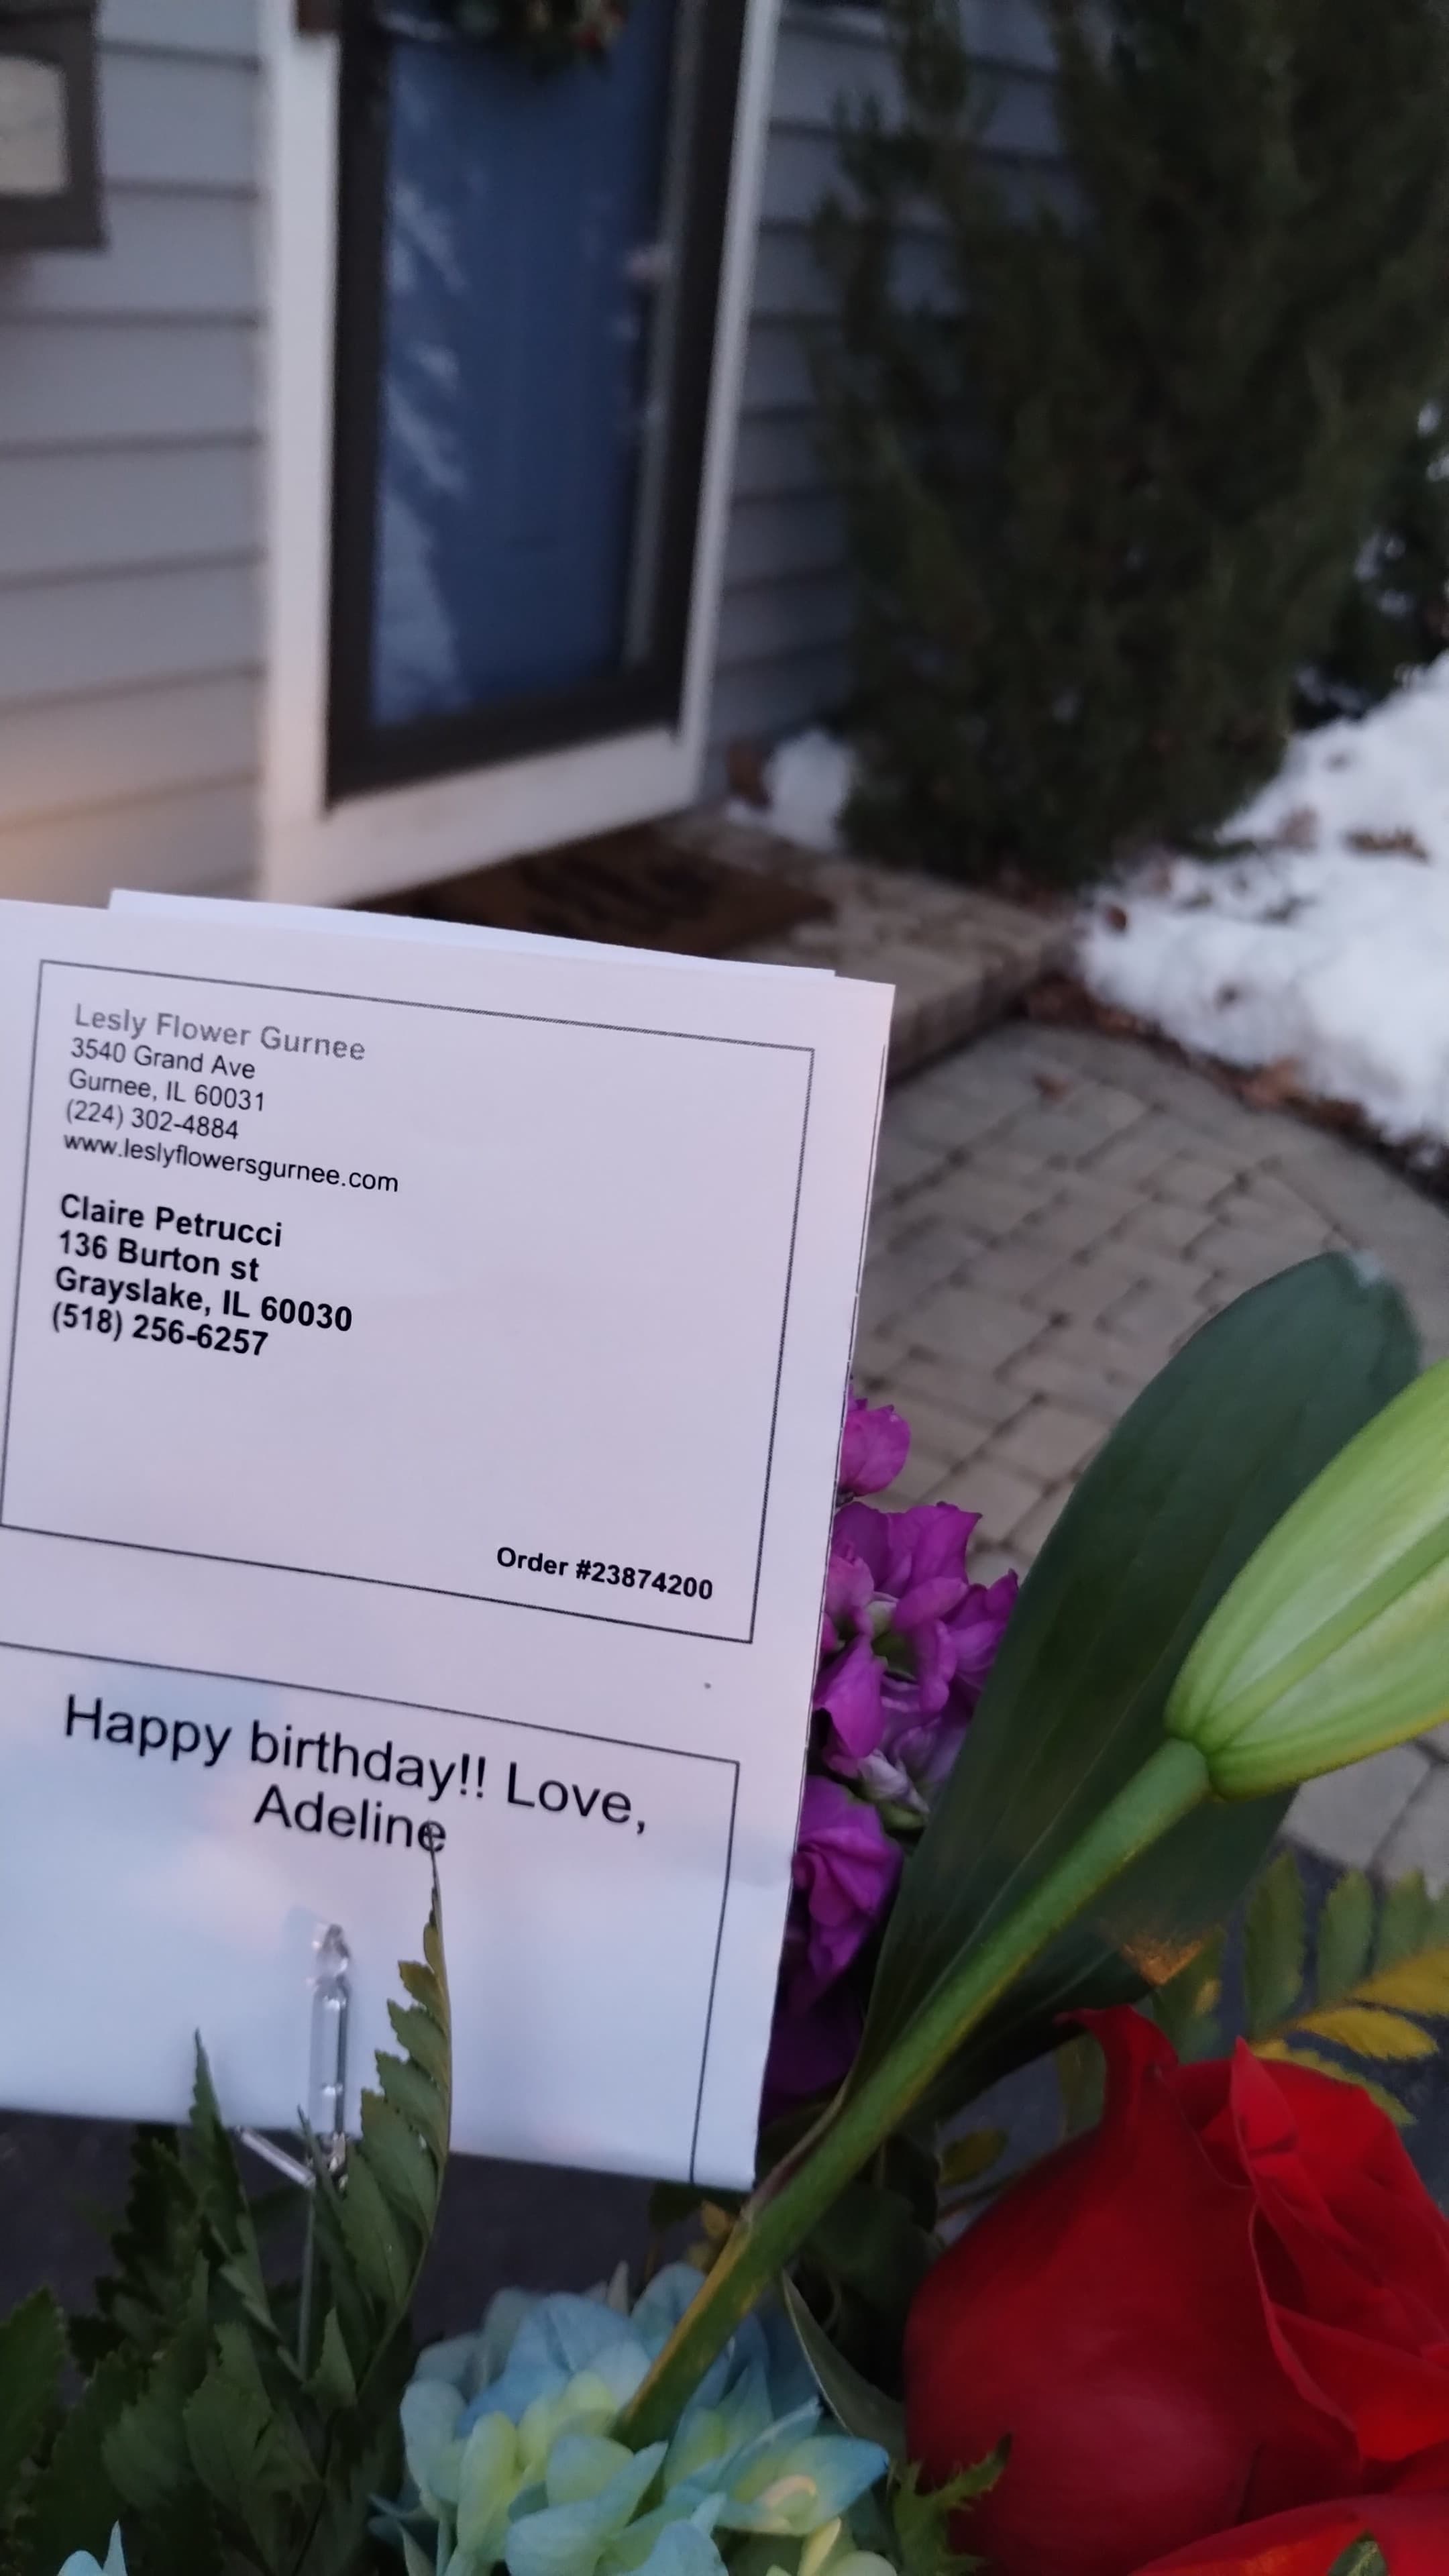 Lesly Flower Gurnee
3540 Grand Ave
Gurnee, IL 60031
(224) 302-4884
www.leslyflowersgurnee.com
Claire Petrucci
136 Burton st
Grayslake, IL 60030
(518) 256-6257
Order #23874200
Happy birthday!! Love,
Adeline